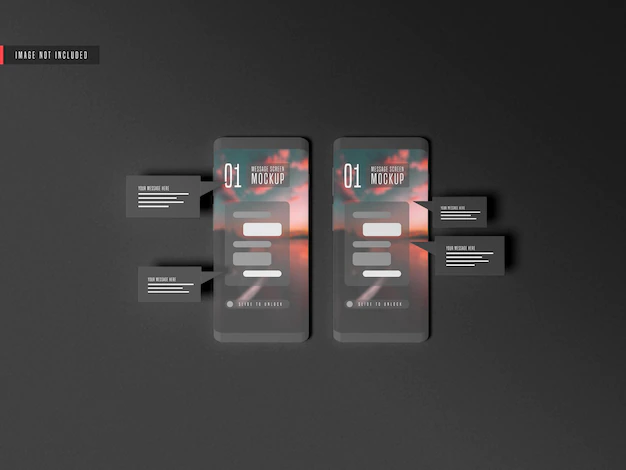 IMAGE NOT INCLUDED
01 MESSAGE SCREEN
MOCKUP
01 MESSAGE SCREEN
MOCKUP
YOUR MESSAGE HERE
YOUR MESSAGE HERE
YOUR MESSAGE HERE
YOUR MESSAGE HERE
SLIDE TO UNLOCK
SLIDE TO UNLOCK